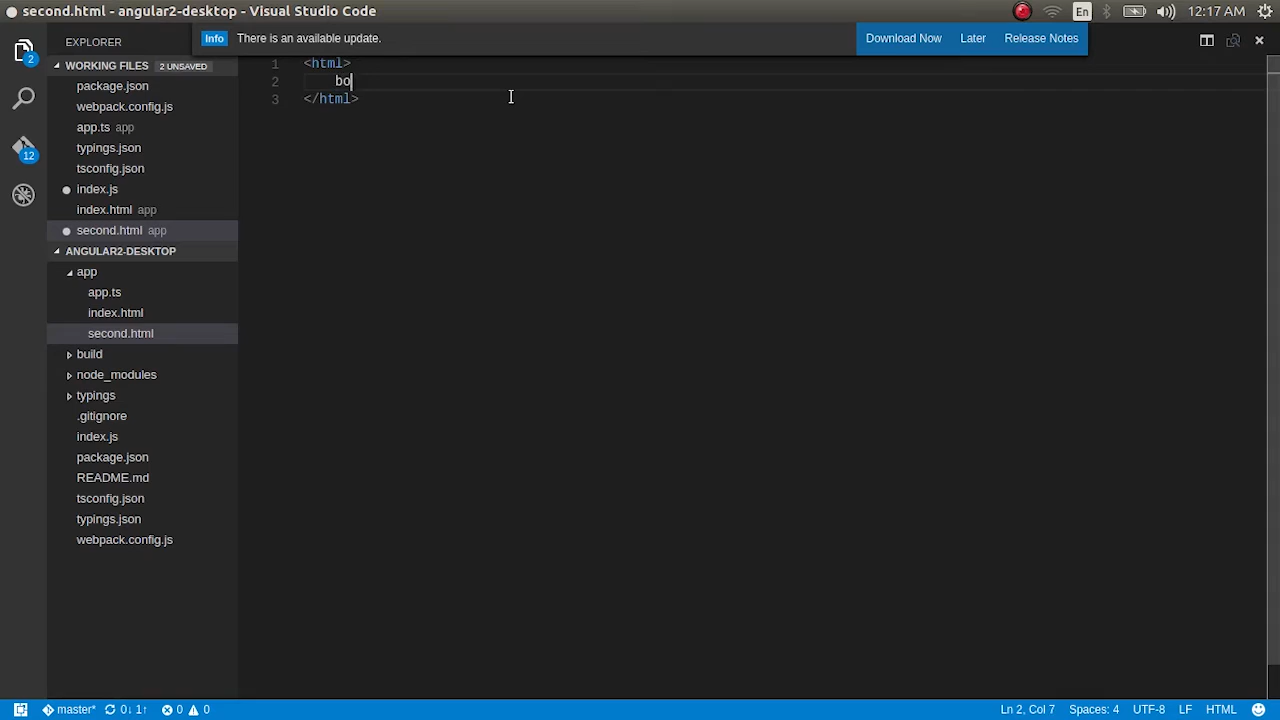 second.html - angular2-desktop - Visual Studio Code
En
12:17 AM
EXPLORER
Info There is an available update.
Download Now Later Release Notes
2
WORKING FILES 2 UNSAVED
package.json
webpack.config.js
app.ts app
typings.json
tsconfig.json
index.js
index.html app
second.html app
12
ANGULAR2-DESKTOP
app
app.ts
index.html
second.html
build
node_modules
typings
.gitignore
index.js
package.json
README.md
tsconfig.json
typings.json
webpack.config.js
1 <html>
2 bo
3 </html>
master* 0↓ 1↑ 0 0
Ln 2, Col 7 Spaces: 4 UTF-8 LF HTML